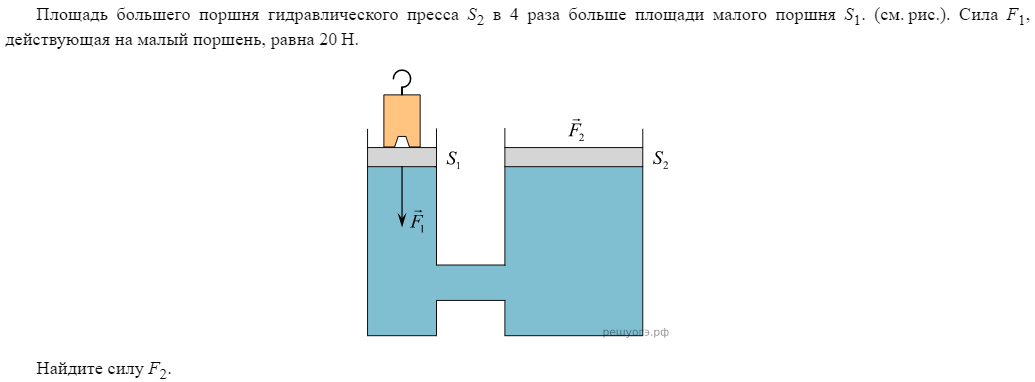 Площадь большего поршня гидравлического пресса S₂ в 4 раза больше площади малого поршня S₁. (см. рис.). Сила F₁,
действующая на малый поршень, равна 20 Н.
F₂
S₁
S₂
F₁
решуогэ.рф
Найдите силу F₂.